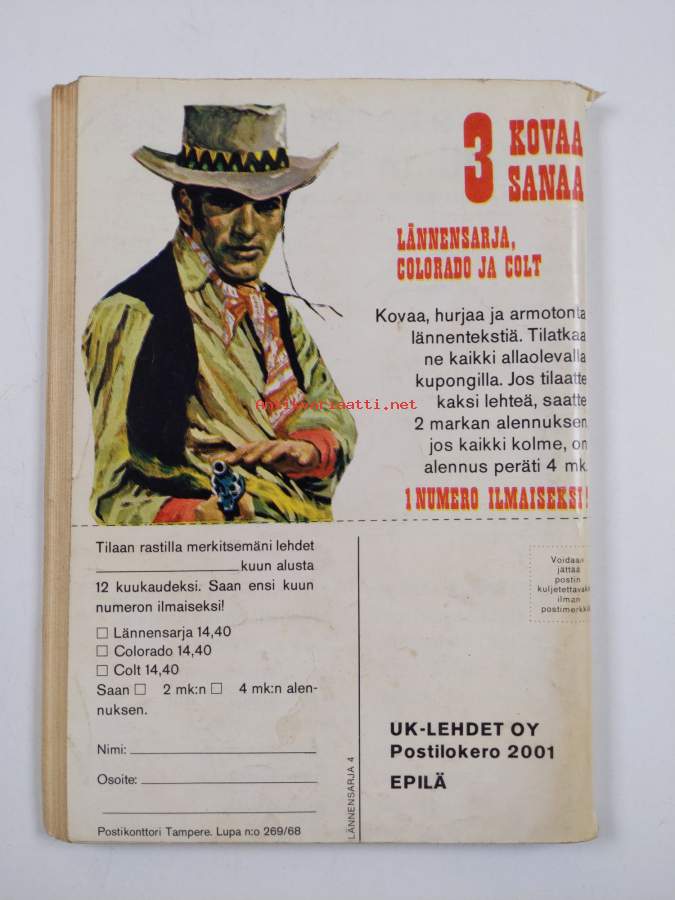 3 KOVAA
SANAA
LÄNNENSARJA,
COLORADO JA COLT
Kovaa, hurjaa ja armotonta
lännentekstiä. Tilatkaa
ne kaikki allaolevalla
kupongilla. Jos tilaatte
kaksi lehteä, saatte
2 markan alennuksen,
jos kaikki kolme, on
alennus peräti 4 mk.
1 NUMERO ILMAISEKSI!
Antikvariaatti.net
Tilaan rastilla merkitsemäni lehdet
kuun alusta
12 kuukaudeksi. Saan ensi kuun
numeron ilmaiseksi!
☐ Lännensarja 14,40
☐ Colorado 14,40
☐ Colt 14,40
Saan ☐ 2 mk:n ☐ 4 mk:n alen-
nuksen.
Nimi:
Osoite:
Postikonttori Tampere. Lupa n:o 269/68
LÄNNENSARJA 4
Voidaan
jättää
postin
kuljetettavaksi
ilman
postimerkkiä
UK-LEHDET OY
Postilokero 2001
EPILÄ